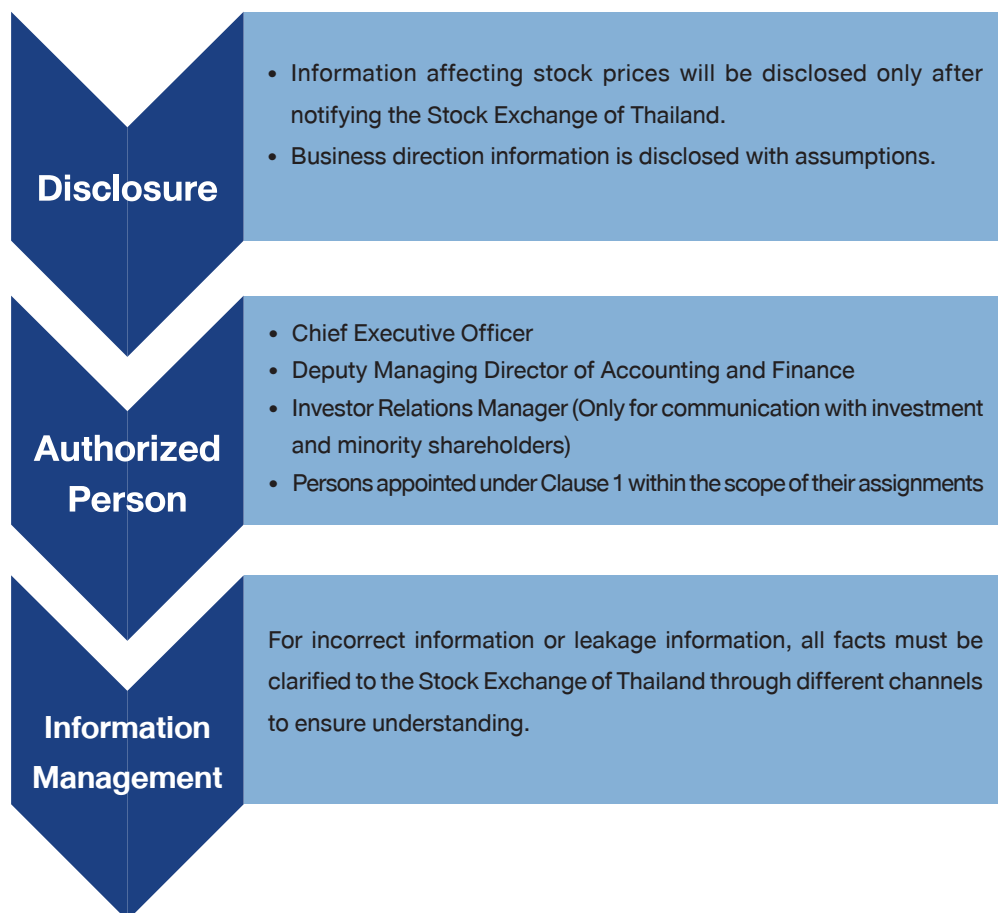 Disclosure
• Information affecting stock prices will be disclosed only after
notifying the Stock Exchange of Thailand.
• Business direction information is disclosed with assumptions.
Authorized
Person
• Chief Executive Officer
• Deputy Managing Director of Accounting and Finance
• Investor Relations Manager (Only for communication with investment
and minority shareholders)
• Persons appointed under Clause 1 within the scope of their assignments
Information
Management
For incorrect information or leakage information, all facts must be
clarified to the Stock Exchange of Thailand through different channels
to ensure understanding.